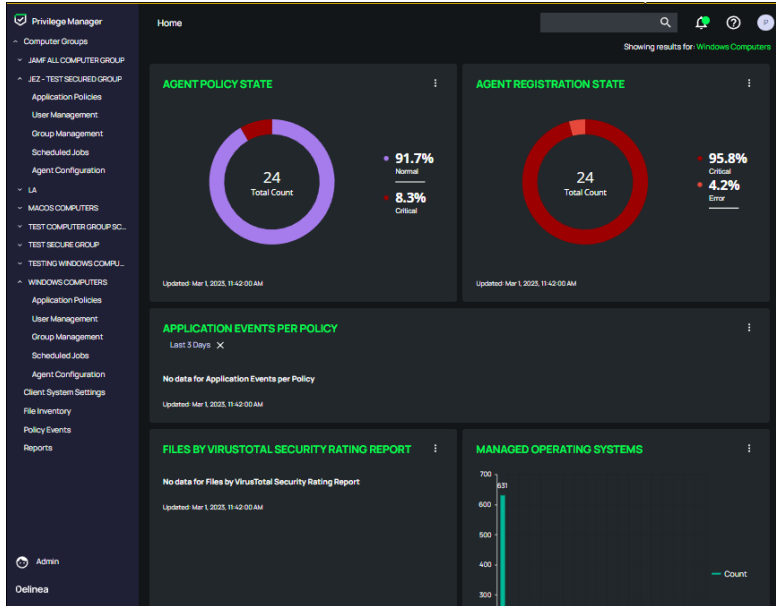 Privilege Manager
Computer Groups
JAMF ALL COMPUTER GROUP
JEZ - TEST SECURED GROUP
Application Policies
User Management
Group Management
Scheduled Jobs
Agent Configuration
LA
MACOS COMPUTERS
TEST COMPUTER GROUP SC...
TEST SECURE GROUP
TESTING WINDOWS COMPU...
WINDOWS COMPUTERS
Application Policies
User Management
Group Management
Scheduled Jobs
Agent Configuration
Client System Settings
File Inventory
Policy Events
Reports
Admin
Delinea
Home
P
Showing results for: Windows Computers
AGENT POLICY STATE
24
Total Count
91.7%
Normal
8.3%
Critical
Updated: Mar 1, 2023, 11:42:00 AM
AGENT REGISTRATION STATE
24
Total Count
95.8%
Critical
4.2%
Error
Updated: Mar 1, 2023, 11:42:00 AM
APPLICATION EVENTS PER POLICY
Last 3 Days
No data for Application Events per Policy
Updated: Mar 1, 2023, 11:42:00 AM
FILES BY VIRUSTOTAL SECURITY RATING REPORT
No data for Files by VirusTotal Security Rating Report
Updated: Mar 1, 2023, 11:42:00 AM
MANAGED OPERATING SYSTEMS
700
631
600
500
400
300
Count